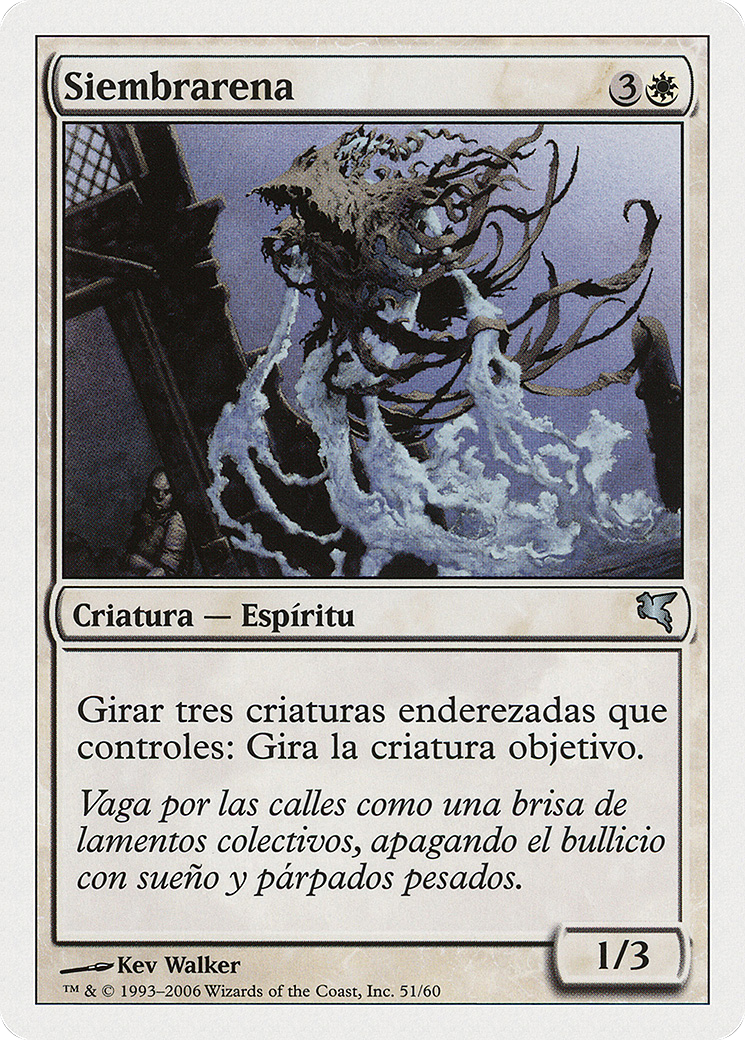 Siembrarena 3
Criatura — Espíritu
Girar tres criaturas enderezadas que
controles: Gira la criatura objetivo.
Vaga por las calles como una brisa de
lamentos colectivos, apagando el bullicio
con sueño y párpados pesados.
1/3
Kev Walker
™ & © 1993–2006 Wizards of the Coast, Inc. 51/60